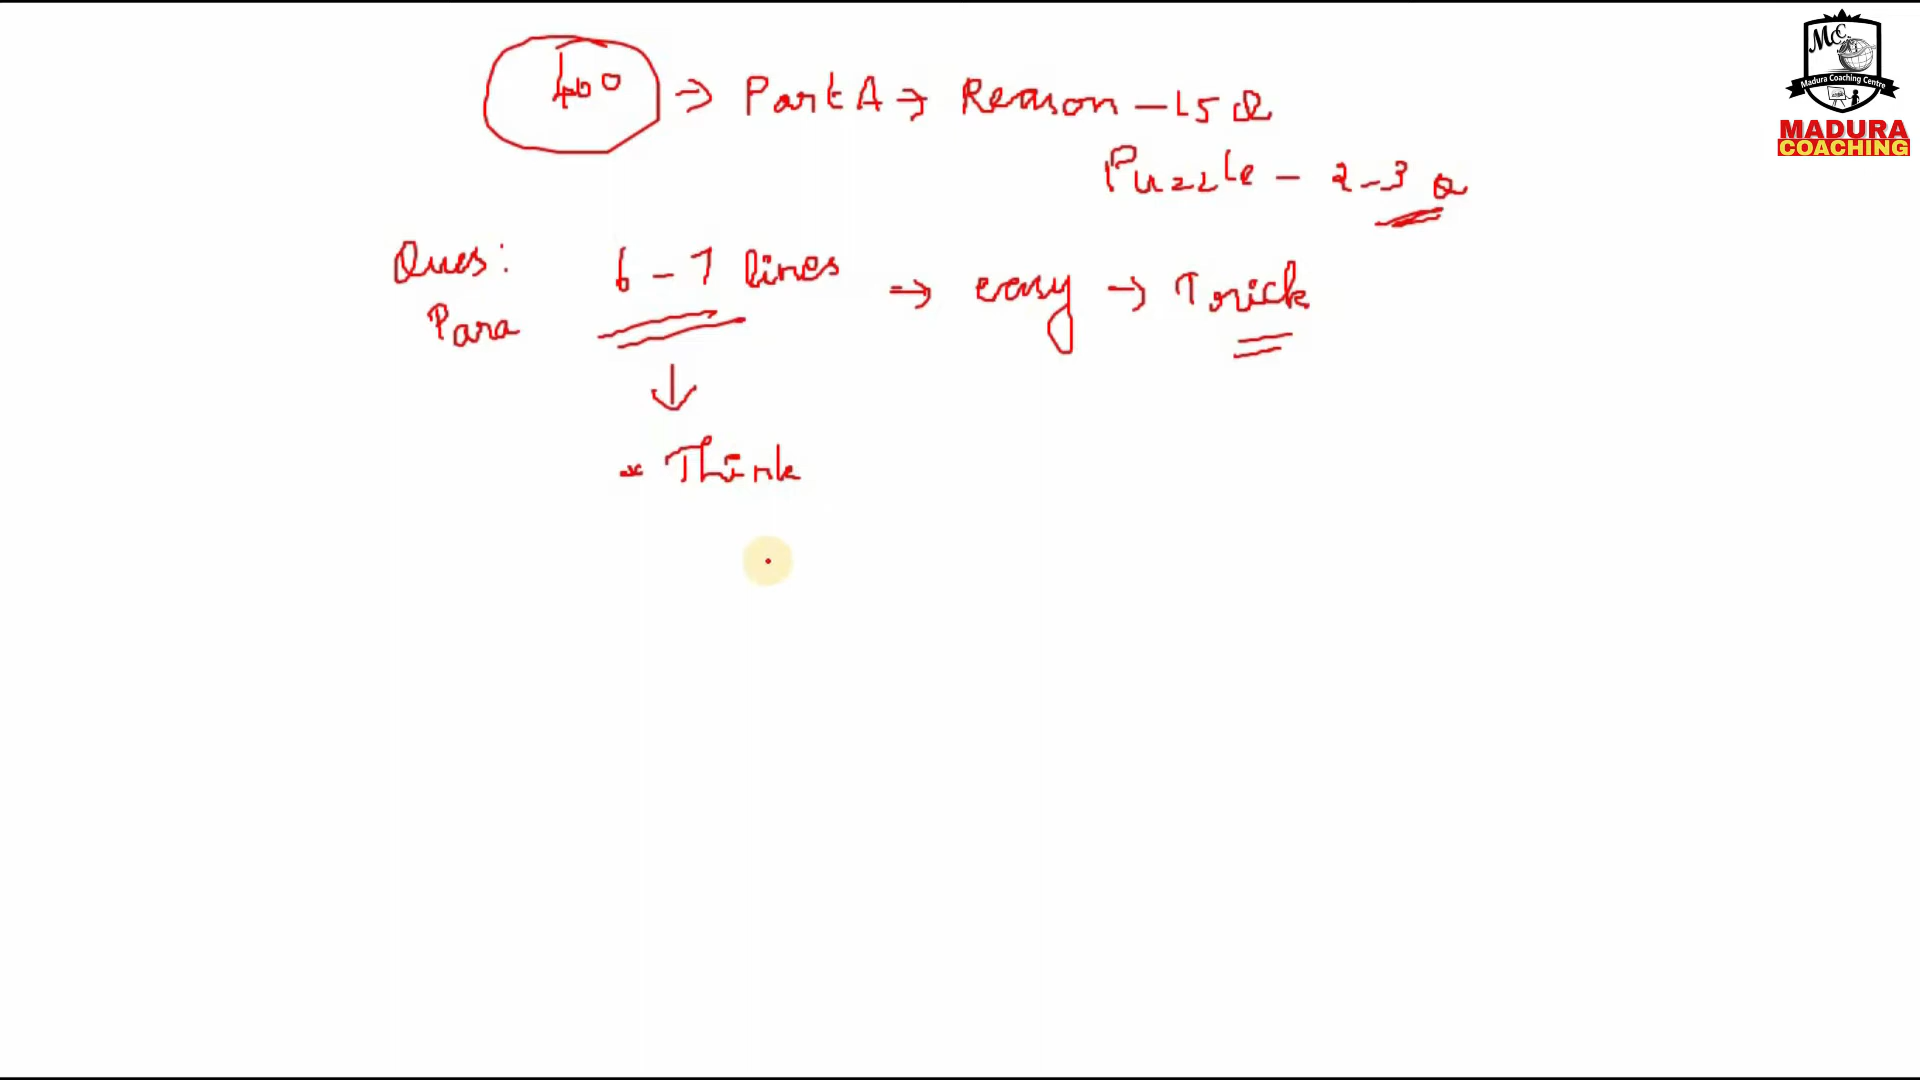 400 → Part A → Reason – 15 Q
Puzzle – 2-3 Q
Ques: 6-7 lines → easy → Trick
Para
↓
Think
MC
Madura Coaching Centre
MADURA
COACHING